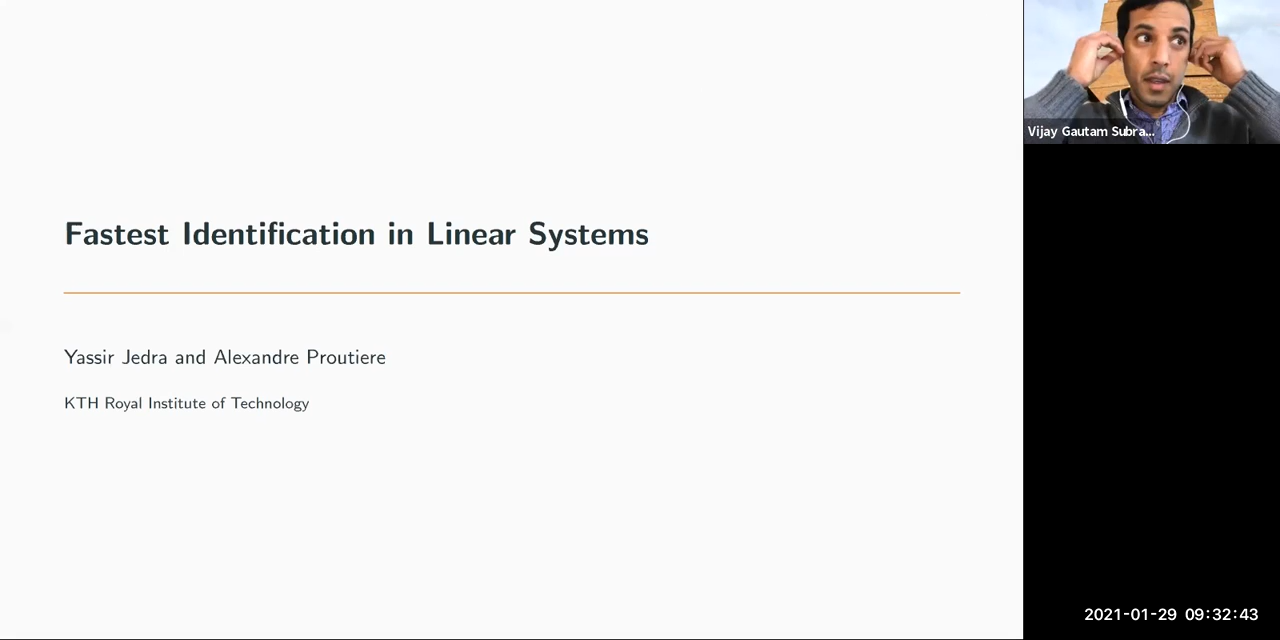 Fastest Identification in Linear Systems
Yassir Jedra and Alexandre Proutiere
KTH Royal Institute of Technology
Vijay Gautam Subra...
2021-01-29 09:32:43